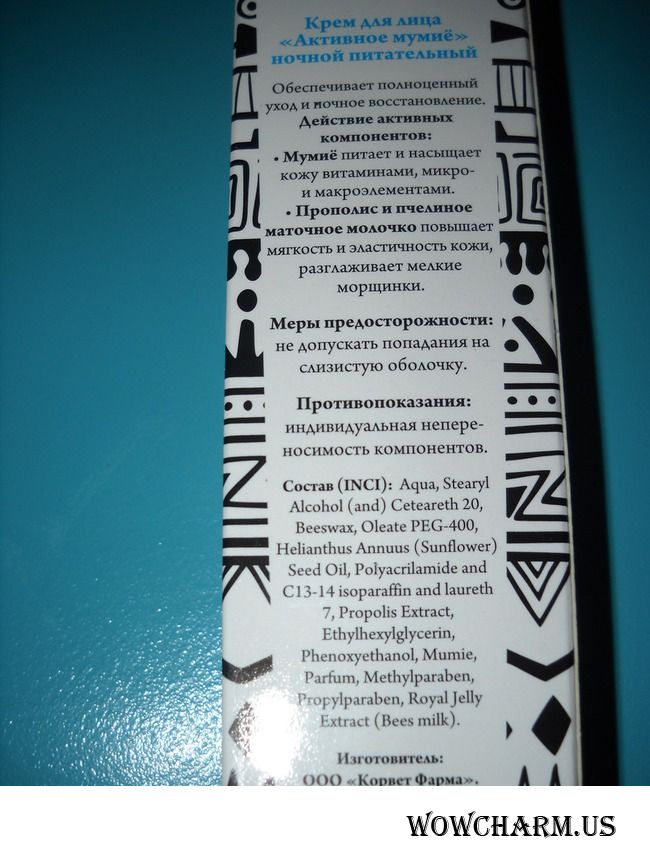 Крем для лица
«Активное мумиё»
ночной питательный
Обеспечивает полноценный
уход и ночное восстановление.
Действие активных
компонентов:
• Мумиё питает и насыщает
кожу витаминами, микро-
и макроэлементами.
• Прополис и пчелиное
маточное молочко повышает
мягкость и эластичность кожи,
разглаживает мелкие
морщинки.
Меры предосторожности:
не допускать попадания на
слизистую оболочку.
Противопоказания:
индивидуальная непере-
носимость компонентов.
Состав (INCI): Aqua, Stearyl
Alcohol (and) Ceteareth 20,
Beeswax, Oleate PEG-400,
Helianthus Annuus (Sunflower)
Seed Oil, Polyacrilamide and
C13-14 isoparaffin and laureth
7, Propolis Extract,
Ethylhexylglycerin,
Phenoxyethanol, Mumie,
Parfum, Methylparaben,
Propylparaben, Royal Jelly
Extract (Bees milk).
Изготовитель:
ООО «Корвет Фарма».
WOWCHARM.US